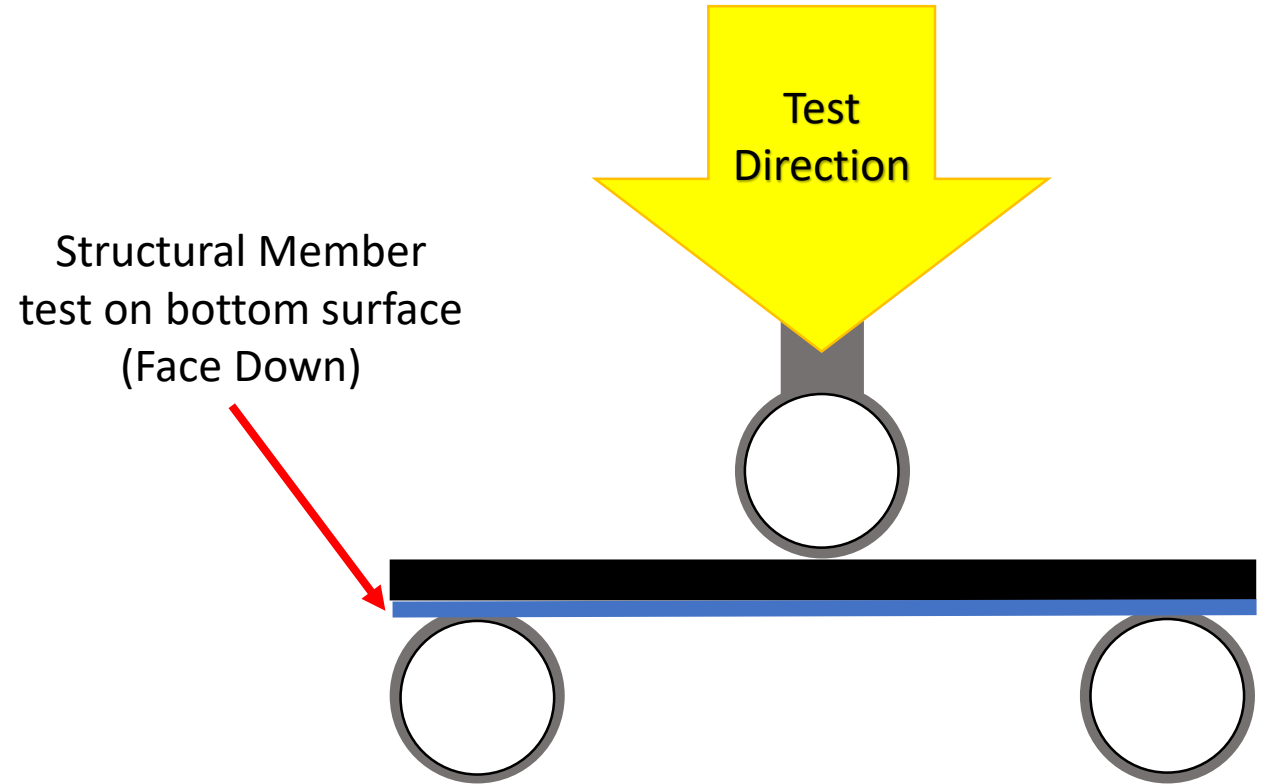 Test
Direction
Structural Member
test on bottom surface
(Face Down)